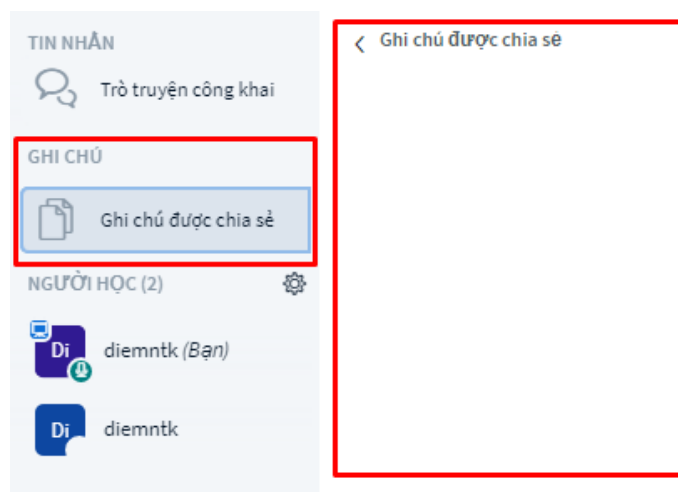 TIN NHẮN
Trò truyện công khai
GHI CHÚ
Ghi chú được chia sẻ
NGƯỜI HỌC (2)
Di
diemntk (Bạn)
Di
diemntk
Ghi chú được chia sẻ